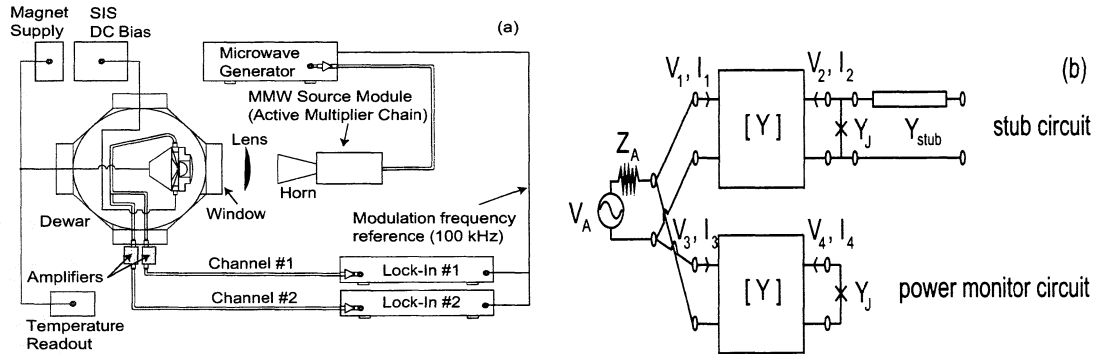 Magnet
Supply
SIS
DC Bias
(a)
Microwave
Generator
MMW Source Module
(Active Multiplier Chain)
Lens
Horn
Window
Dewar
Modulation frequency
reference (100 kHz)
Amplifiers
Channel #1
Lock-In #1
Channel #2
Lock-In #2
Temperature
Readout
(b)
V1, I1
V2, I2
[Y]
YJ
Ystub
stub circuit
ZA
VA
V3, I3
V4, I4
[Y]
YJ
power monitor circuit